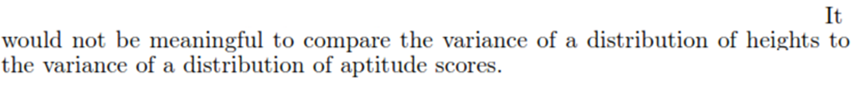 It
would not be meaningful to compare the variance of a distribution of heights to
the variance of a distribution of aptitude scores.